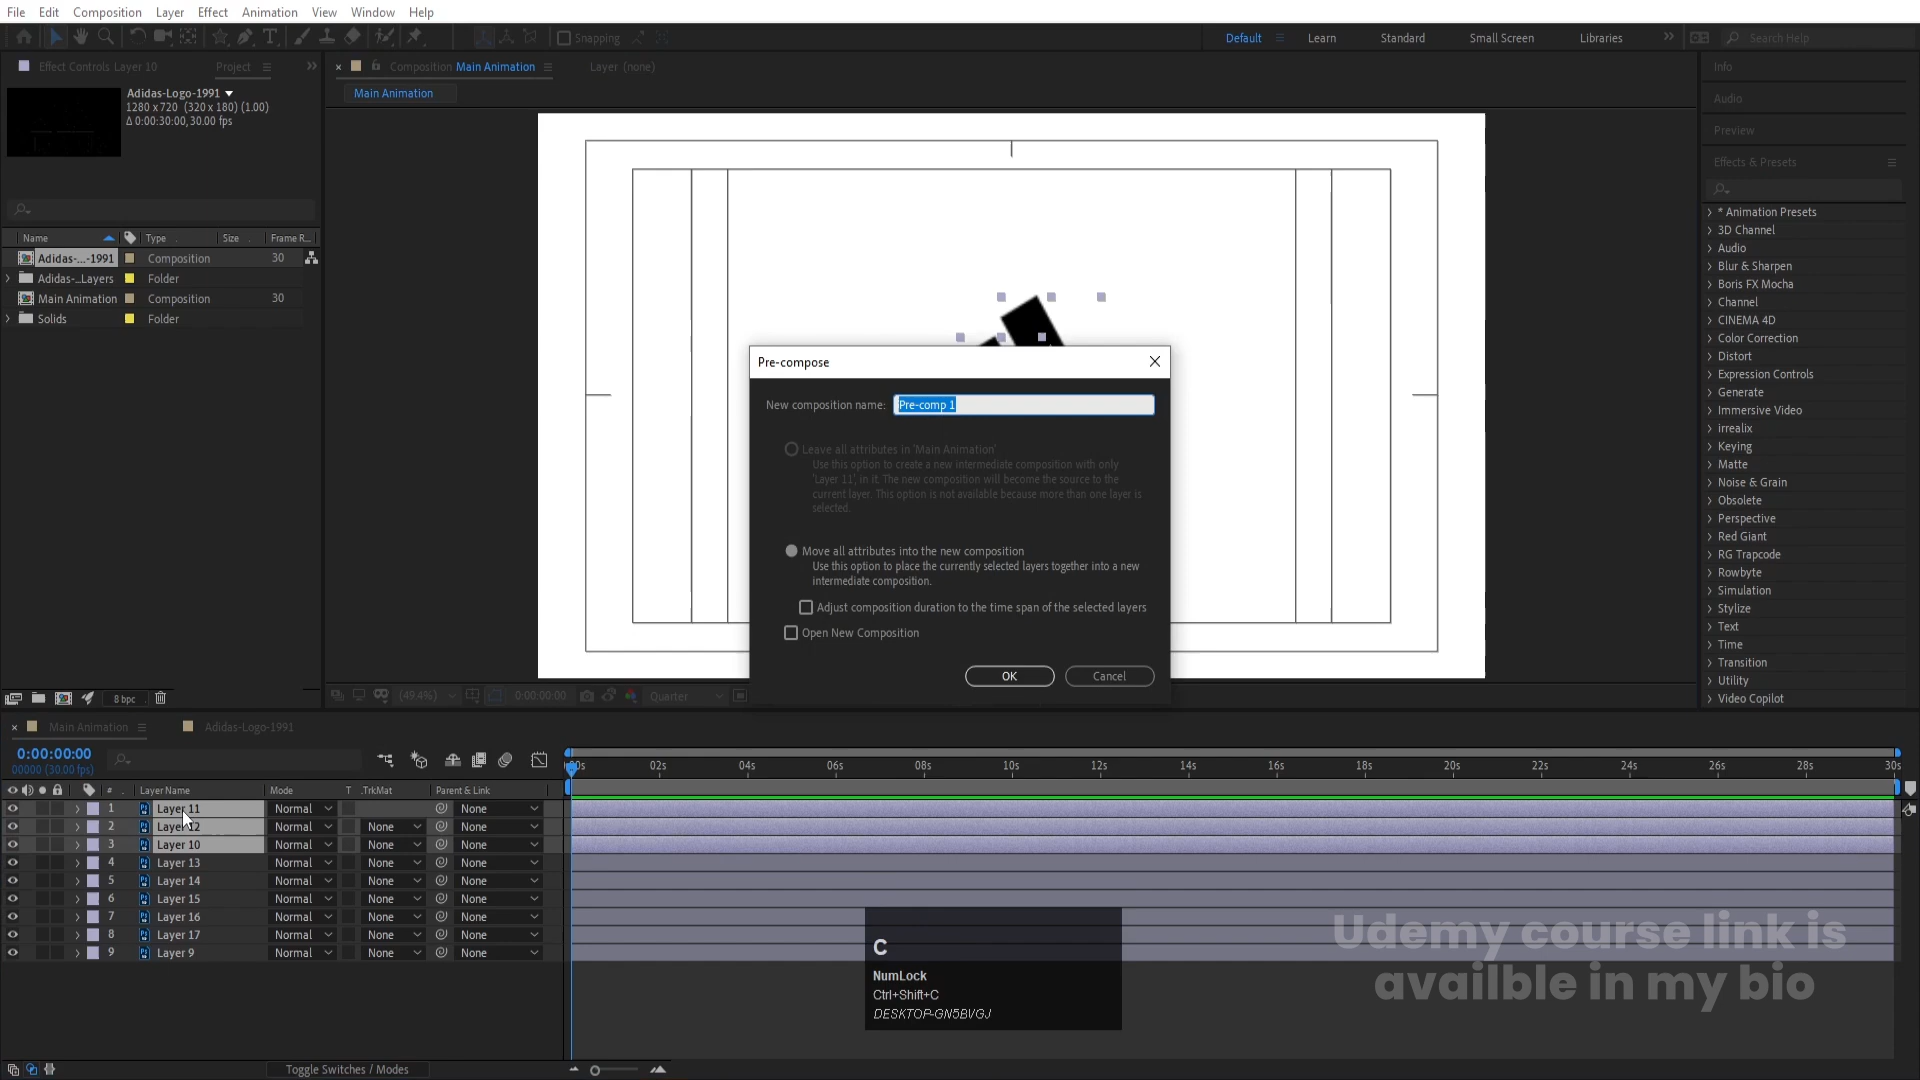 File Edit Composition Layer Effect Animation View Window Help
Snapping
Default Learn Standard Small Screen Libraries Search Help
Effect Controls Layer 10 Project
Composition Main Animation Layer (none)
Main Animation
Adidas-Logo-1991
1280 x 720 (320 x 180) (1.00)
Δ 0:00:30:00, 30.00 fps
Name Type Size Frame R...
Adidas-...-1991 Composition 30
Adidas-...Layers Folder
Main Animation Composition 30
Solids Folder
8 bpc
Info
Audio
Preview
Effects & Presets
* Animation Presets
3D Channel
Audio
Blur & Sharpen
Boris FX Mocha
Channel
CINEMA 4D
Color Correction
Distort
Expression Controls
Generate
Immersive Video
irrealix
Keying
Matte
Noise & Grain
Obsolete
Perspective
Red Giant
RG Trapcode
Rowbyte
Simulation
Stylize
Text
Time
Transition
Utility
Video Copilot
Pre-compose
New composition name: Pre-comp 1
Leave all attributes in 'Main Animation'
Use this option to create a new intermediate composition with only
'Layer 11', in it. The new composition will become the source to the
current layer. This option is not available because more than one layer is
selected.
Move all attributes into the new composition
Use this option to place the currently selected layers together into a new
intermediate composition.
Adjust composition duration to the time span of the selected layers
Open New Composition
OK Cancel
(49.4%) 0:00:00:00 Quarter
Main Animation Adidas-Logo-1991
0:00:00:00
00000 (30.00 fps)
:00s 02s 04s 06s 08s 10s 12s 14s 16s 18s 20s 22s 24s 26s 28s 30s
# Layer Name Mode T .TrkMat Parent & Link
1 Layer 11 Normal None
2 Layer 12 Normal None None
3 Layer 10 Normal None None
4 Layer 13 Normal None None
5 Layer 14 Normal None None
6 Layer 15 Normal None None
7 Layer 16 Normal None None
8 Layer 17 Normal None None
9 Layer 9 Normal None None
C
NumLock
Ctrl+Shift+C
DESKTOP-GN5BVGJ
Udemy course link is
availble in my bio
Toggle Switches / Modes